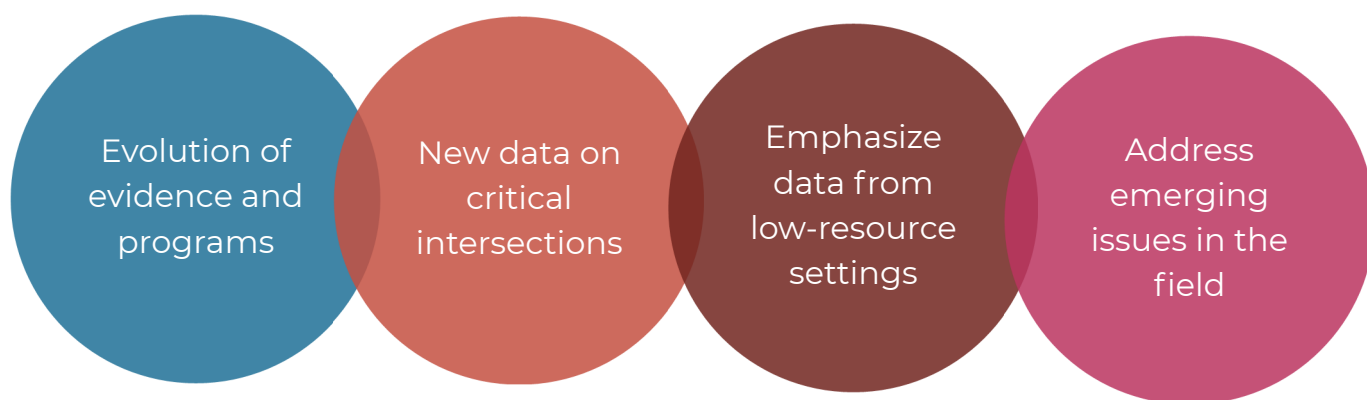 Evolution of
evidence and
programs
New data on
critical
intersections
Emphasize
data from
low-resource
settings
Address
emerging
issues in the
field